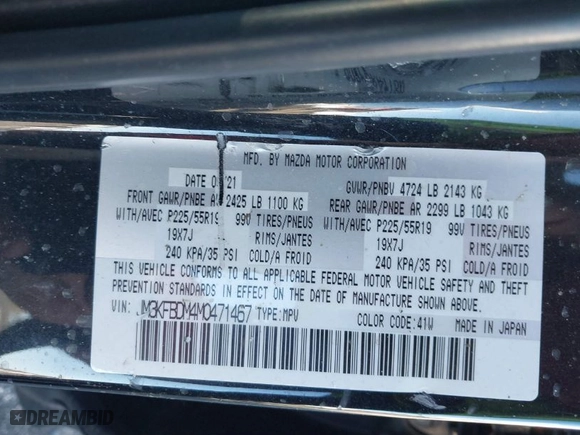 MFD. BY MAZDA MOTOR CORPORATION
DATE 21
GVWR/PNBV 4724 LB 2143 KG
FRONT GAWR/PNBE AV 2425 LB 1100 KG
REAR GAWR/PNBE AR 2299 LB 1043 KG
WITH/AVEC P225/55R19 99V TIRES/PNEUS
WITH/AVEC P225/55R19 99V TIRES/PNEUS
19X7J RIMS/JANTES
19X7J RIMS/JANTES
240 KPA/35 PSI COLD/A FROID
240 KPA/35 PSI COLD/A FROID
THIS VEHICLE CONFORMS TO ALL APPLICABLE FEDERAL MOTOR VEHICLE SAFETY AND THEFT
PREVENTION STANDARDS IN EFFECT ON THE DATE OF MANUFACTURE SHOWN ABOVE.
VIN: JM3KFBDM4M0471467 TYPE:MPV COLOR CODE:41W MADE IN JAPAN
DREAMBID